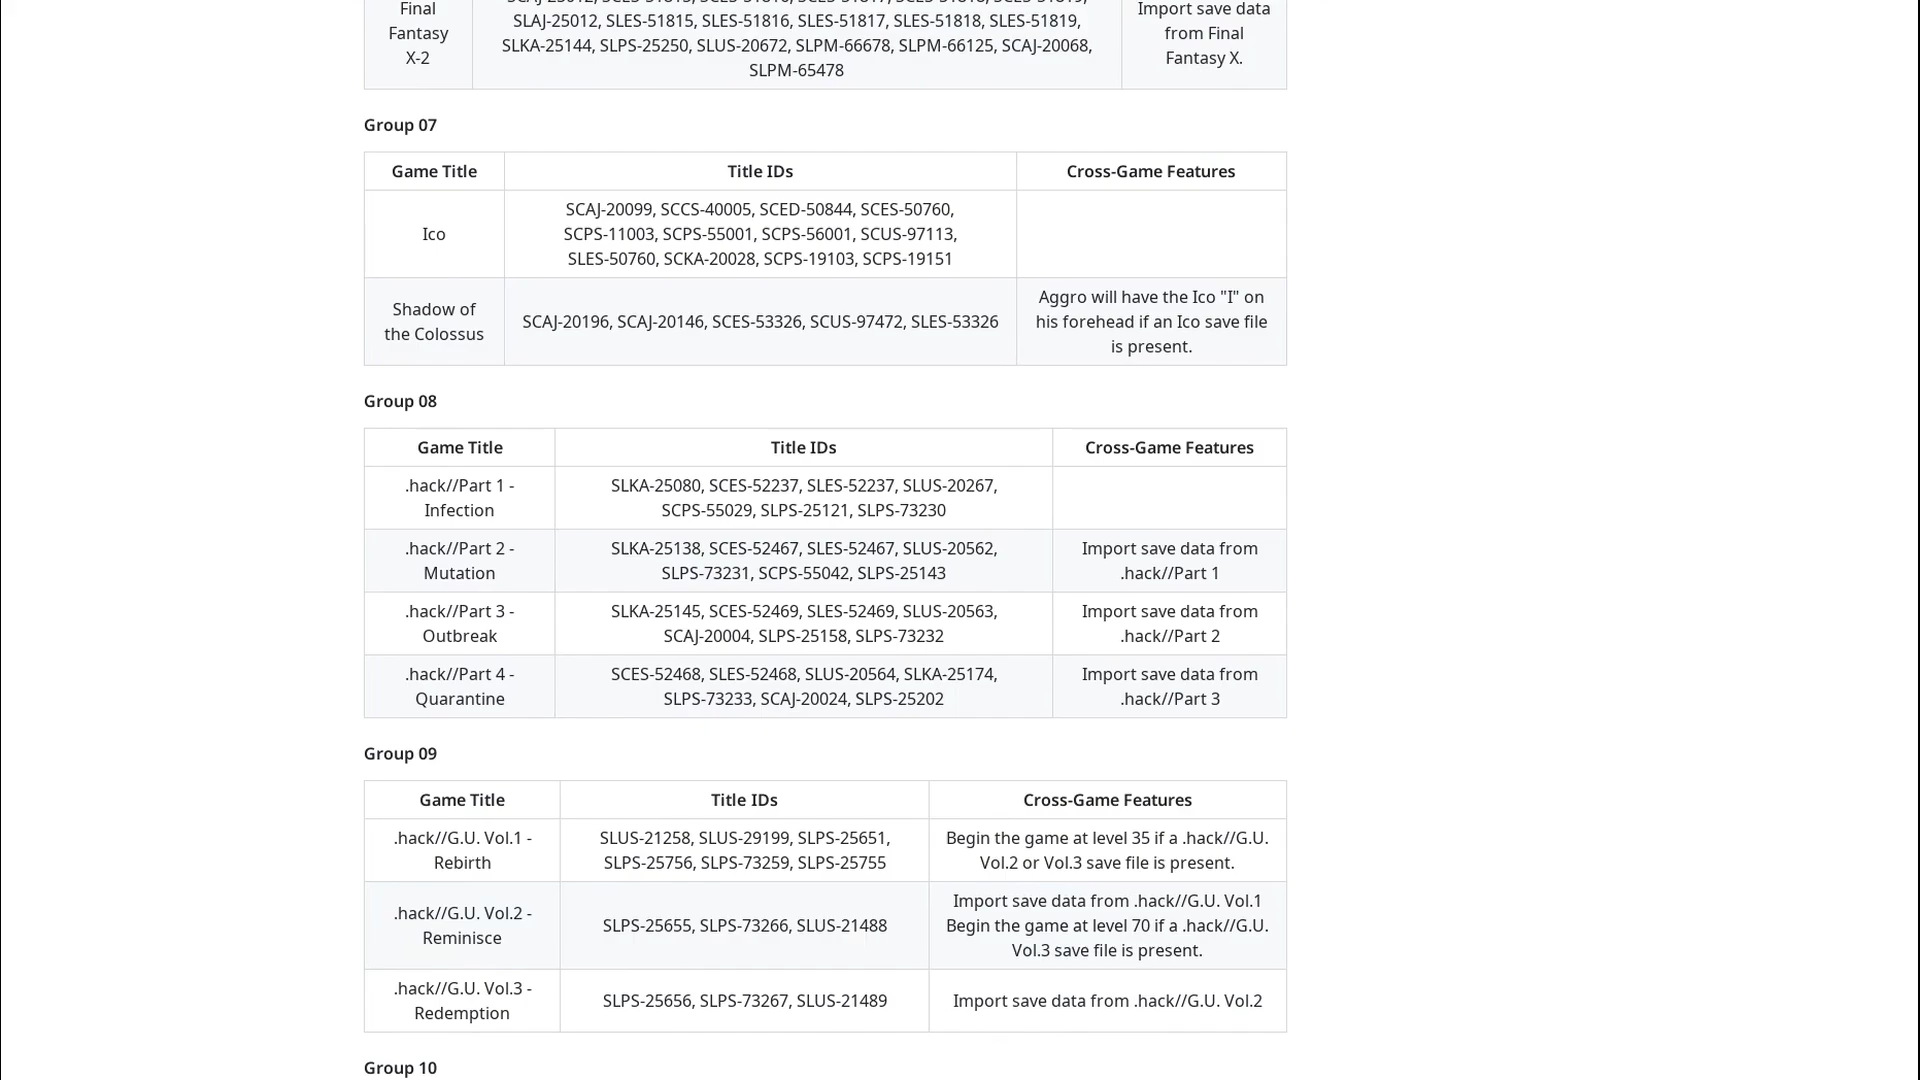 Final
Fantasy
X-2
SLAJ-25012, SLES-51815, SLES-51816, SLES-51817, SLES-51818, SLES-51819,
SLKA-25144, SLPS-25250, SLUS-20672, SLPM-66678, SLPM-66125, SCAJ-20068,
SLPM-65478
Import save data
from Final
Fantasy X.
Group 07
Game Title
Title IDs
Cross-Game Features
Ico
SCAJ-20099, SCCS-40005, SCED-50844, SCES-50760,
SCPS-11003, SCPS-55001, SCPS-56001, SCUS-97113,
SLES-50760, SCKA-20028, SCPS-19103, SCPS-19151
Shadow of
the Colossus
SCAJ-20196, SCAJ-20146, SCES-53326, SCUS-97472, SLES-53326
Aggro will have the Ico "I" on
his forehead if an Ico save file
is present.
Group 08
Game Title
Title IDs
Cross-Game Features
.hack//Part 1 -
Infection
SLKA-25080, SCES-52237, SLES-52237, SLUS-20267,
SCPS-55029, SLPS-25121, SLPS-73230
.hack//Part 2 -
Mutation
SLKA-25138, SCES-52467, SLES-52467, SLUS-20562,
SLPS-73231, SCPS-55042, SLPS-25143
Import save data from
.hack//Part 1
.hack//Part 3 -
Outbreak
SLKA-25145, SCES-52469, SLES-52469, SLUS-20563,
SCAJ-20004, SLPS-25158, SLPS-73232
Import save data from
.hack//Part 2
.hack//Part 4 -
Quarantine
SCES-52468, SLES-52468, SLUS-20564, SLKA-25174,
SLPS-73233, SCAJ-20024, SLPS-25202
Import save data from
.hack//Part 3
Group 09
Game Title
Title IDs
Cross-Game Features
.hack//G.U. Vol.1 -
Rebirth
SLUS-21258, SLUS-29199, SLPS-25651,
SLPS-25756, SLPS-73259, SLPS-25755
Begin the game at level 35 if a .hack//G.U.
Vol.2 or Vol.3 save file is present.
.hack//G.U. Vol.2 -
Reminisce
SLPS-25655, SLPS-73266, SLUS-21488
Import save data from .hack//G.U. Vol.1
Begin the game at level 70 if a .hack//G.U.
Vol.3 save file is present.
.hack//G.U. Vol.3 -
Redemption
SLPS-25656, SLPS-73267, SLUS-21489
Import save data from .hack//G.U. Vol.2
Group 10